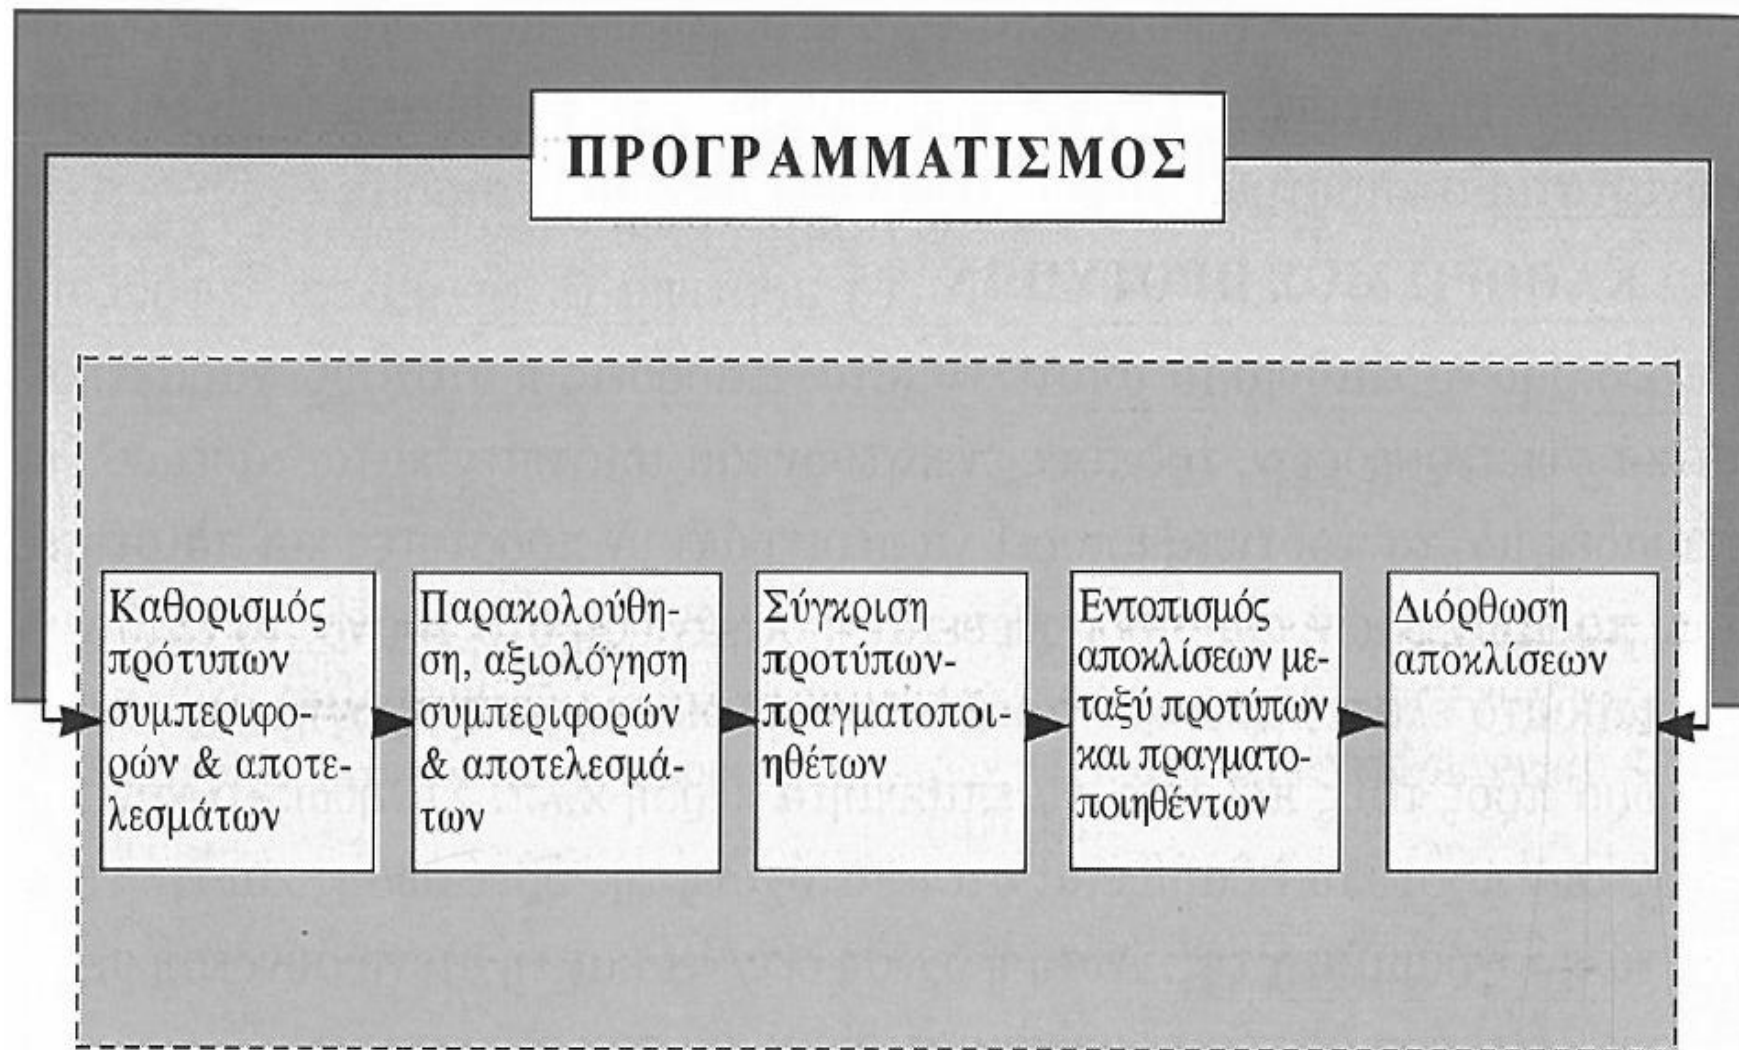 ΠΡΟΓΡΑΜΜΑΤΙΣΜΟΣ
Καθορισμός
πρότυπων
συμπεριφο-
ρών & αποτε-
λεσμάτων
Παρακολούθη-
ση, αξιολόγηση
συμπεριφορών
& αποτελεσμά-
των
Σύγκριση
προτύπων-
πραγματοποι-
ηθέτων
Εντοπισμός
αποκλίσεων με-
ταξύ προτύπων
και πραγματο-
ποιηθέντων
Διόρθωση
αποκλίσεων